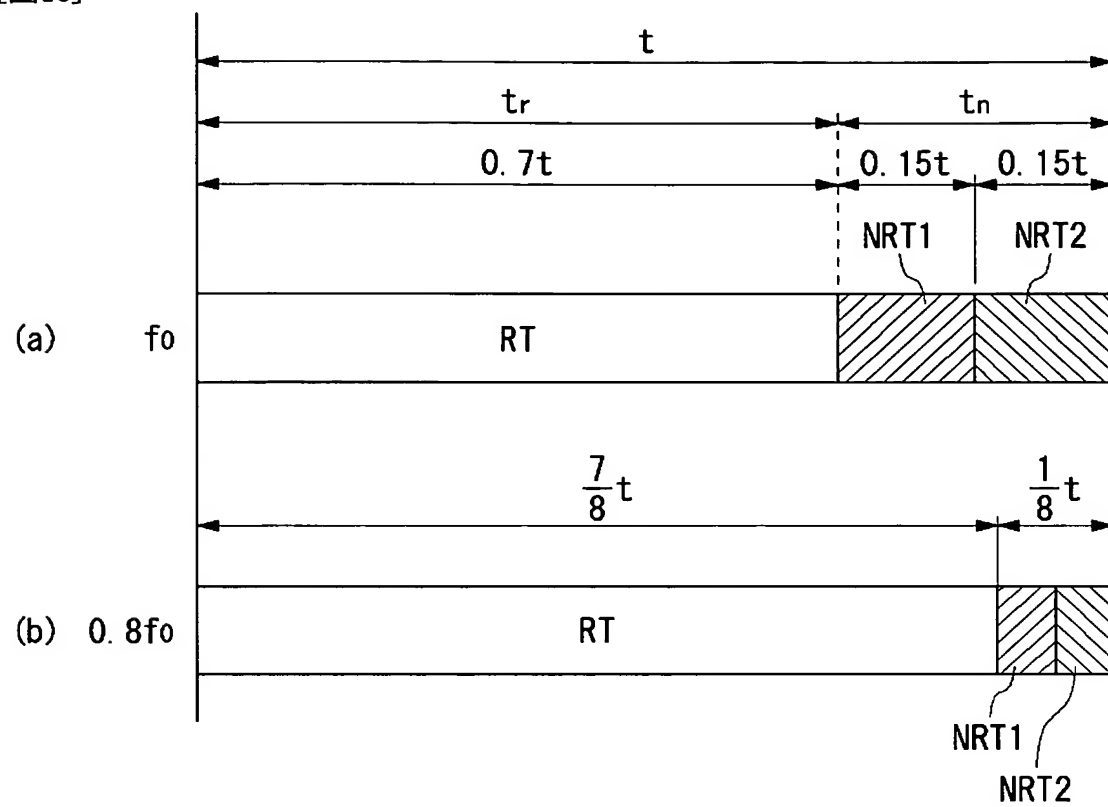 t
tr tn
0.7t 0.15t 0.15t
NRT1 NRT2
(a) f0 RT
7/8 t 1/8 t
(b) 0.8f0 RT
NRT1
NRT2